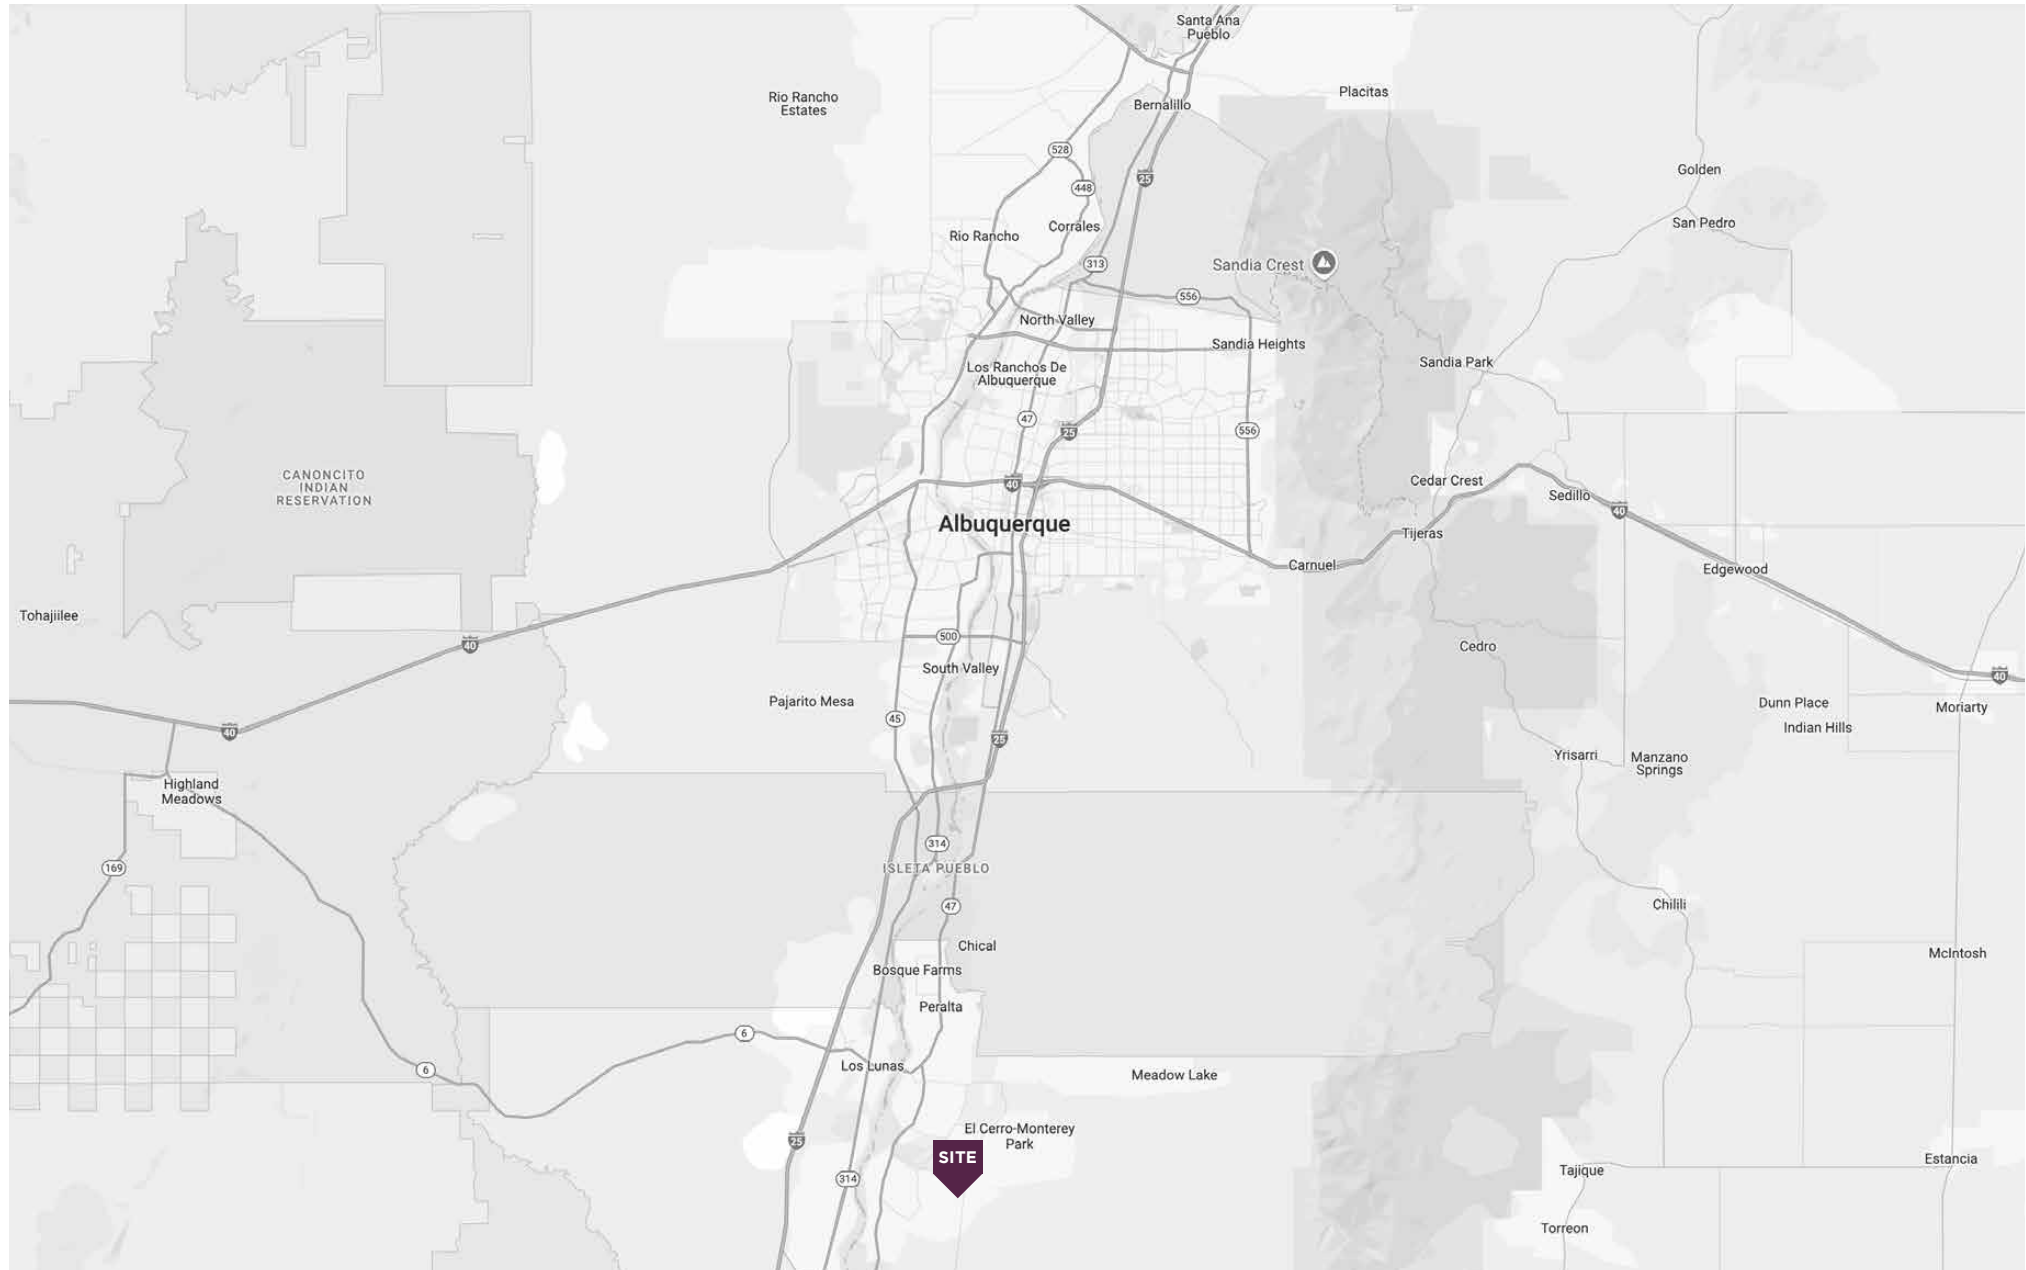 Santa Ana
Pueblo
Placitas
Rio Rancho
Estates
Bernalillo
528
Golden
25
448
San Pedro
Corrales
Rio Rancho
313
Sandia Crest
556
North Valley
Sandia Heights
Sandia Park
Los Ranchos De
Albuquerque
47
25
556
CANONCITO
INDIAN
RESERVATION
40
Cedar Crest
Sedillo
40
Albuquerque
Tijeras
Carnuel
Edgewood
Tohajiilee
500
40
Cedro
South Valley
40
Pajarito Mesa
Dunn Place
Moriarty
45
Indian Hills
40
25
Yrisarri
Manzano
Springs
Highland
Meadows
314
169
ISLETA PUEBLO
47
Chilili
Chical
McIntosh
Bosque Farms
Peralta
6
Los Lunas
6
Meadow Lake
El Cerro-Monterey
Park
25
SITE
Estancia
Tajique
314
Torreon